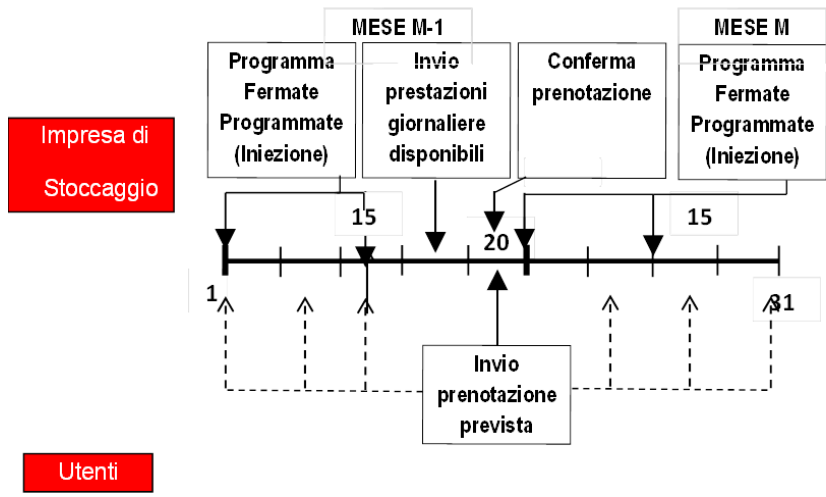 MESE M-1
MESE M
Programma
Fermate
Programmate
(Iniezione)
Invio
prestazioni
giornaliere
disponibili
Conferma
prenotazione
Programma
Fermate
Programmate
(Iniezione)
Impresa di
Stoccaggio
15
20
15
1
31
Invio
prenotazione
prevista
Utenti